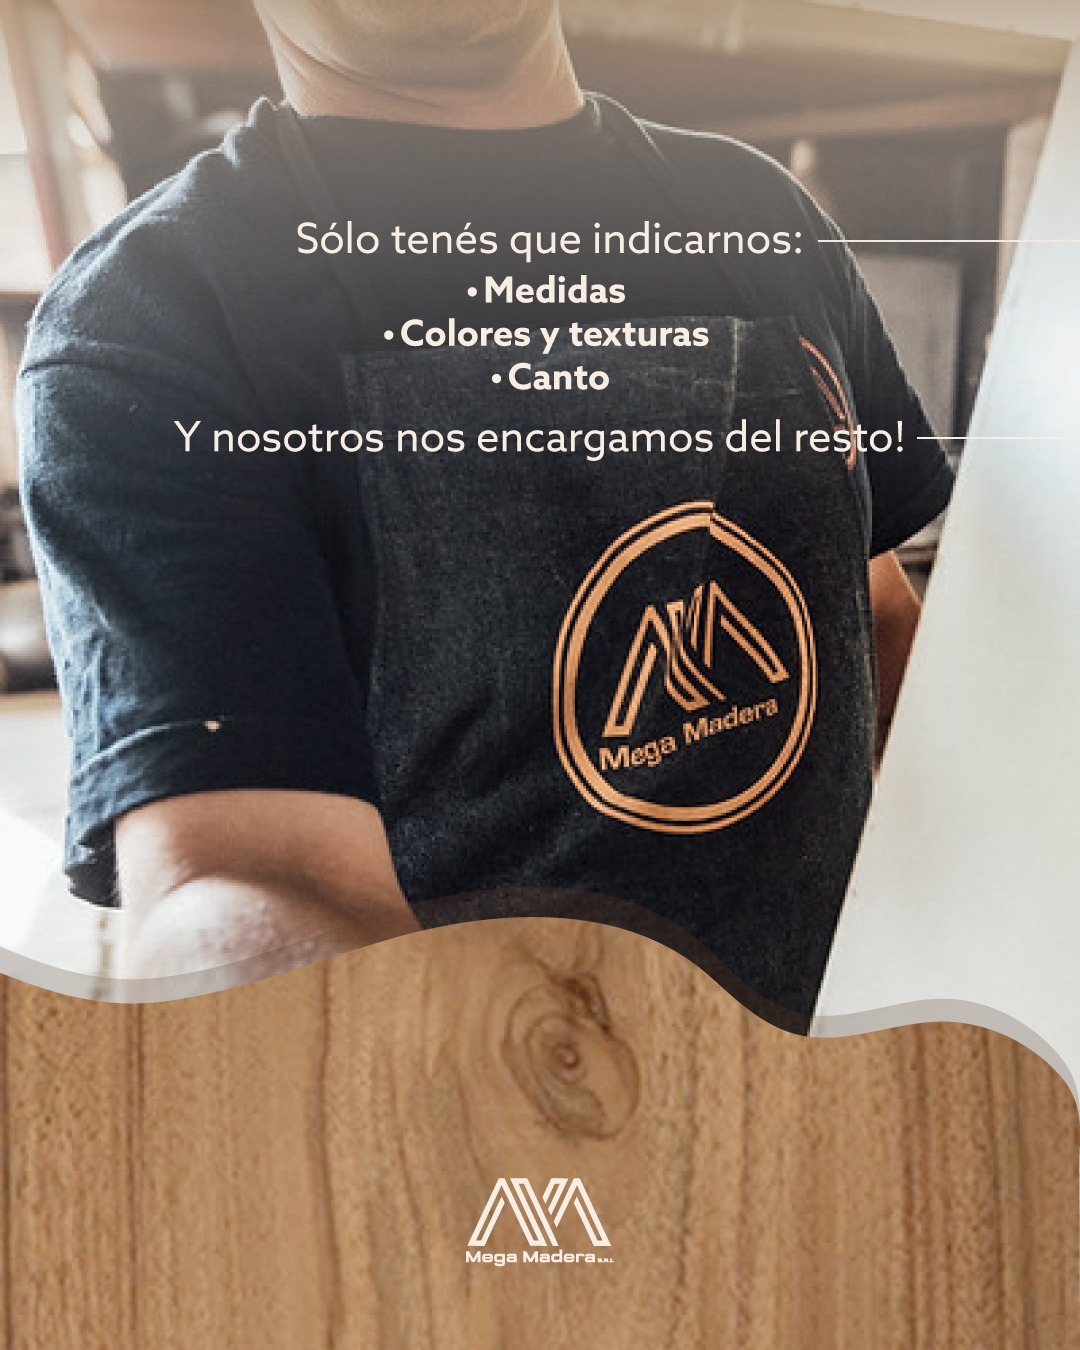 Sólo tenés que indicarnos:
• Medidas
• Colores y texturas
• Canto
Y nosotros nos encargamos del resto!
Mega Madera
Mega Madera S.R.L.